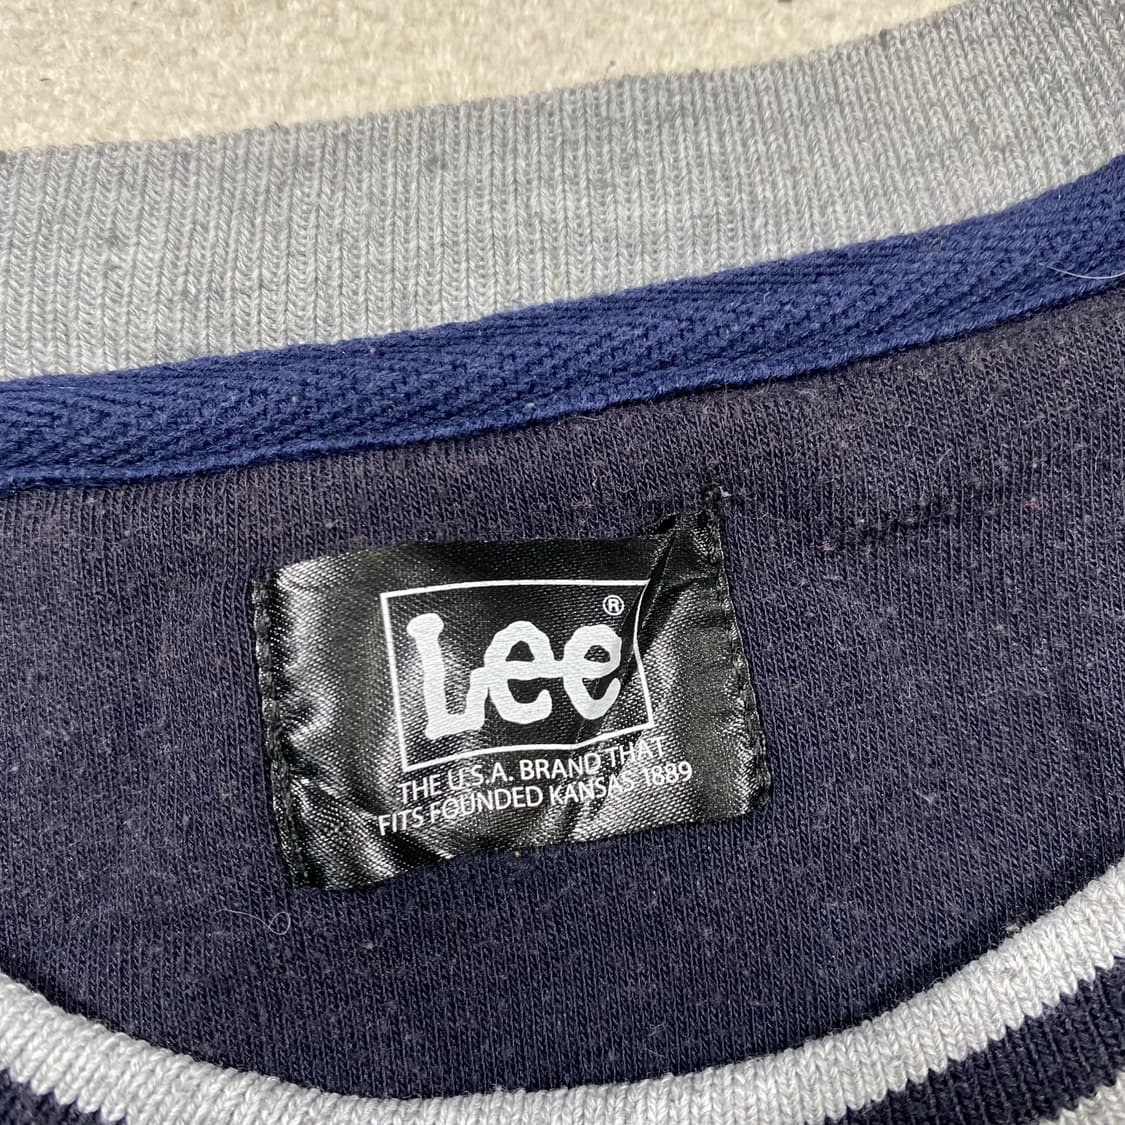 Lee®
THE U.S.A. BRAND THAT
FITS FOUNDED KANSAS 1889